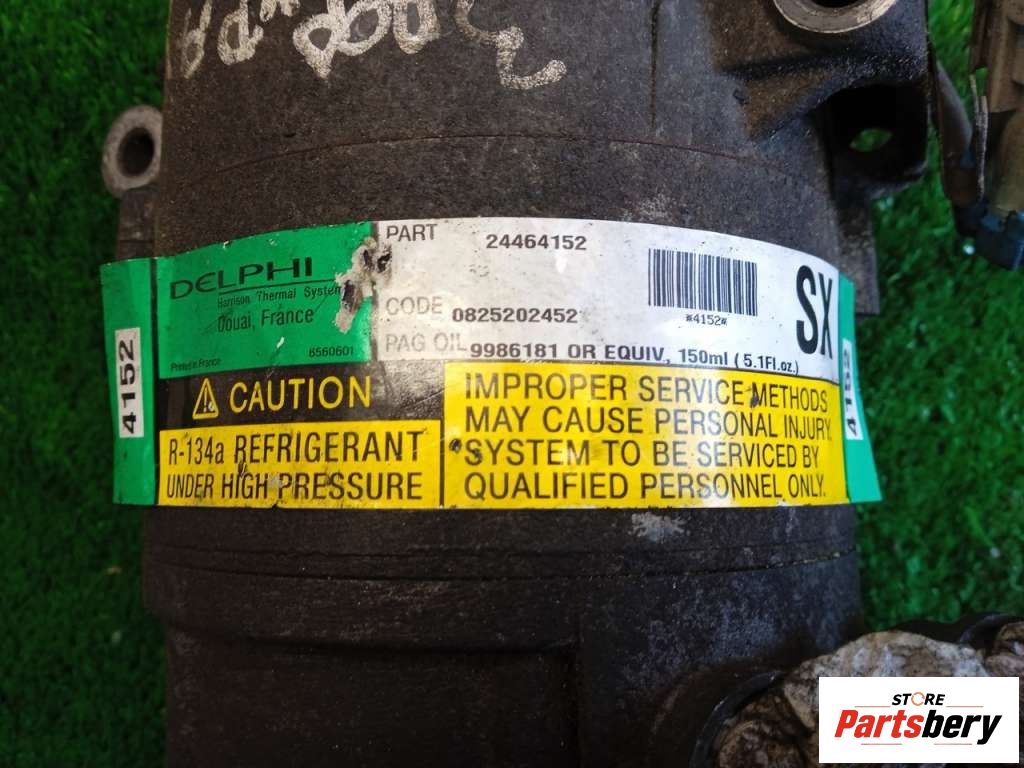 PART 24464152
DELPHI
Harrison Thermal System
Douai, France
CODE 0825202452
*4152*
SX
PAG OIL 9986181 OR EQUIV, 150ml (5.1Fl.oz.)
Printed in France
6560601
4152
4152
CAUTION
R-134a REFRIGERANT
UNDER HIGH PRESSURE
IMPROPER SERVICE METHODS
MAY CAUSE PERSONAL INJURY.
SYSTEM TO BE SERVICED BY
QUALIFIED PERSONNEL ONLY.
STORE
Partsbery